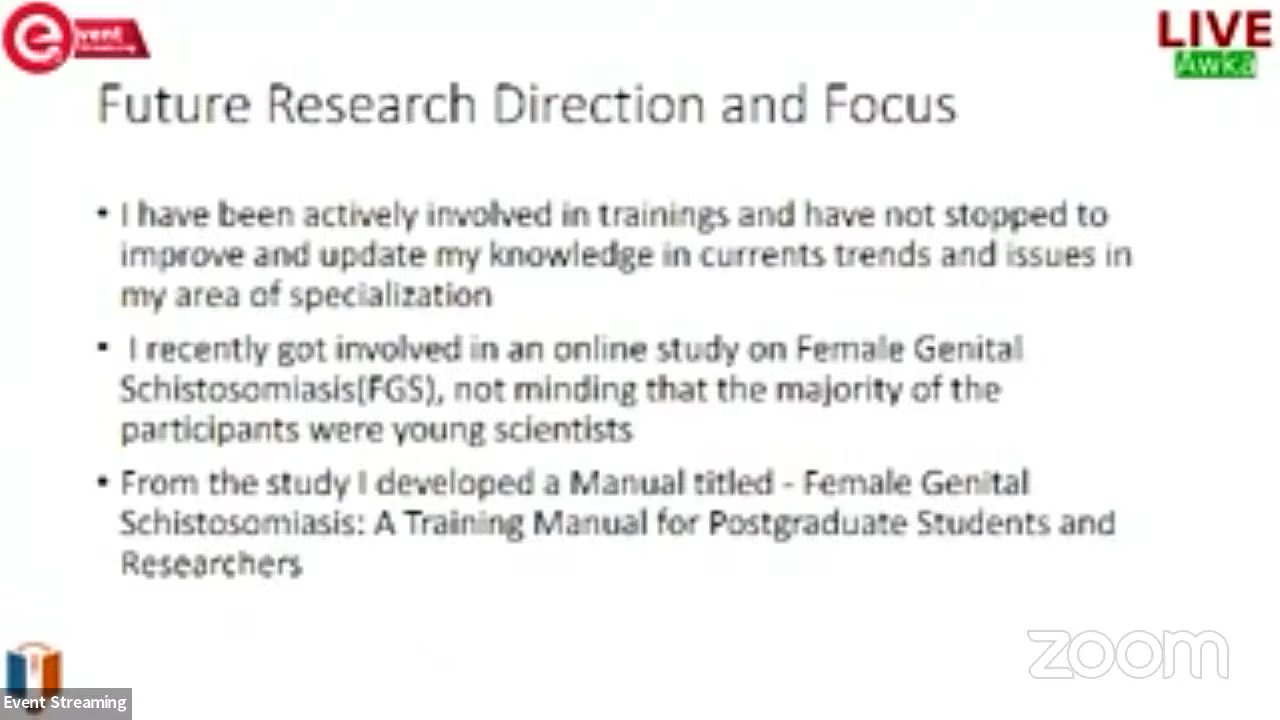 event
Streaming
LIVE
Awka
Future Research Direction and Focus
• I have been actively involved in trainings and have not stopped to
improve and update my knowledge in currents trends and issues in
my area of specialization
• I recently got involved in an online study on Female Genital
Schistosomiasis(FGS), not minding that the majority of the
participants were young scientists
• From the study I developed a Manual titled - Female Genital
Schistosomiasis: A Training Manual for Postgraduate Students and
Researchers
zoom
Event Streaming